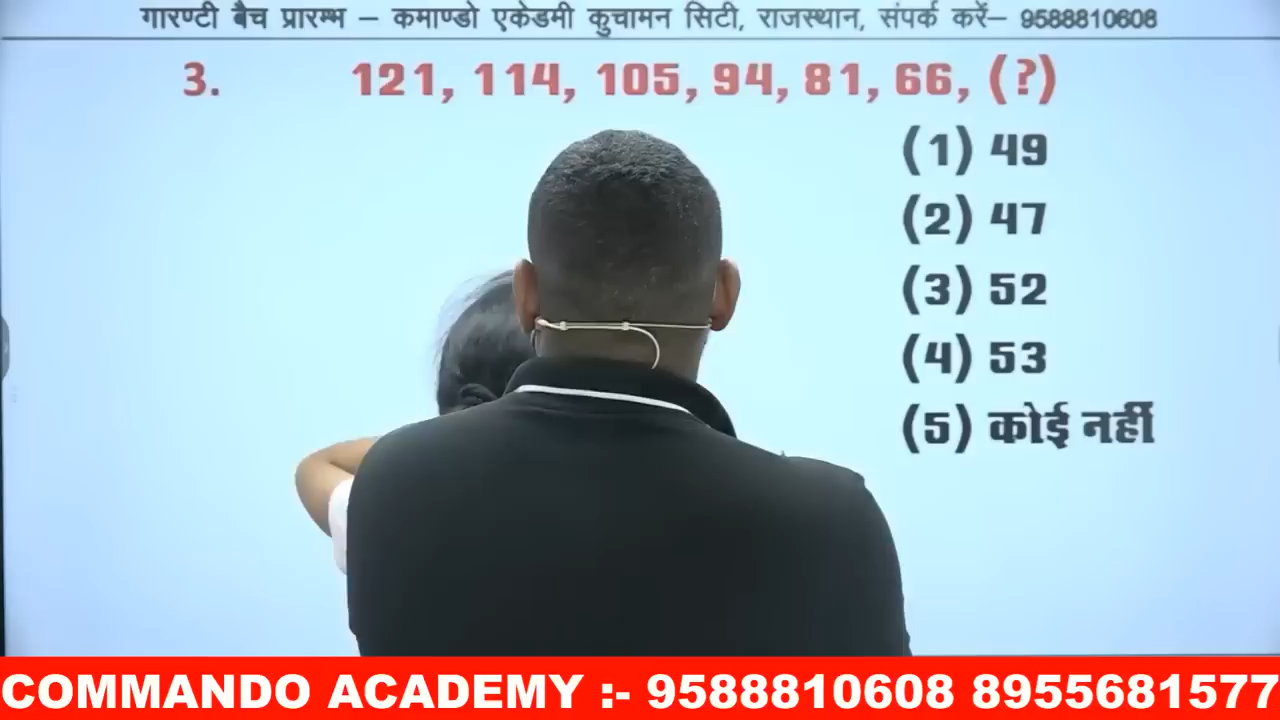 गारण्टी बैच प्रारम्भ – कमाण्डो एकेडमी कुचामन सिटी, राजस्थान, संपर्क करें– 9588810608
3. 121, 114, 105, 94, 81, 66, (?)
(1) 49
(2) 47
(3) 52
(4) 53
(5) कोई नहीं
COMMANDO ACADEMY :- 9588810608 8955681577